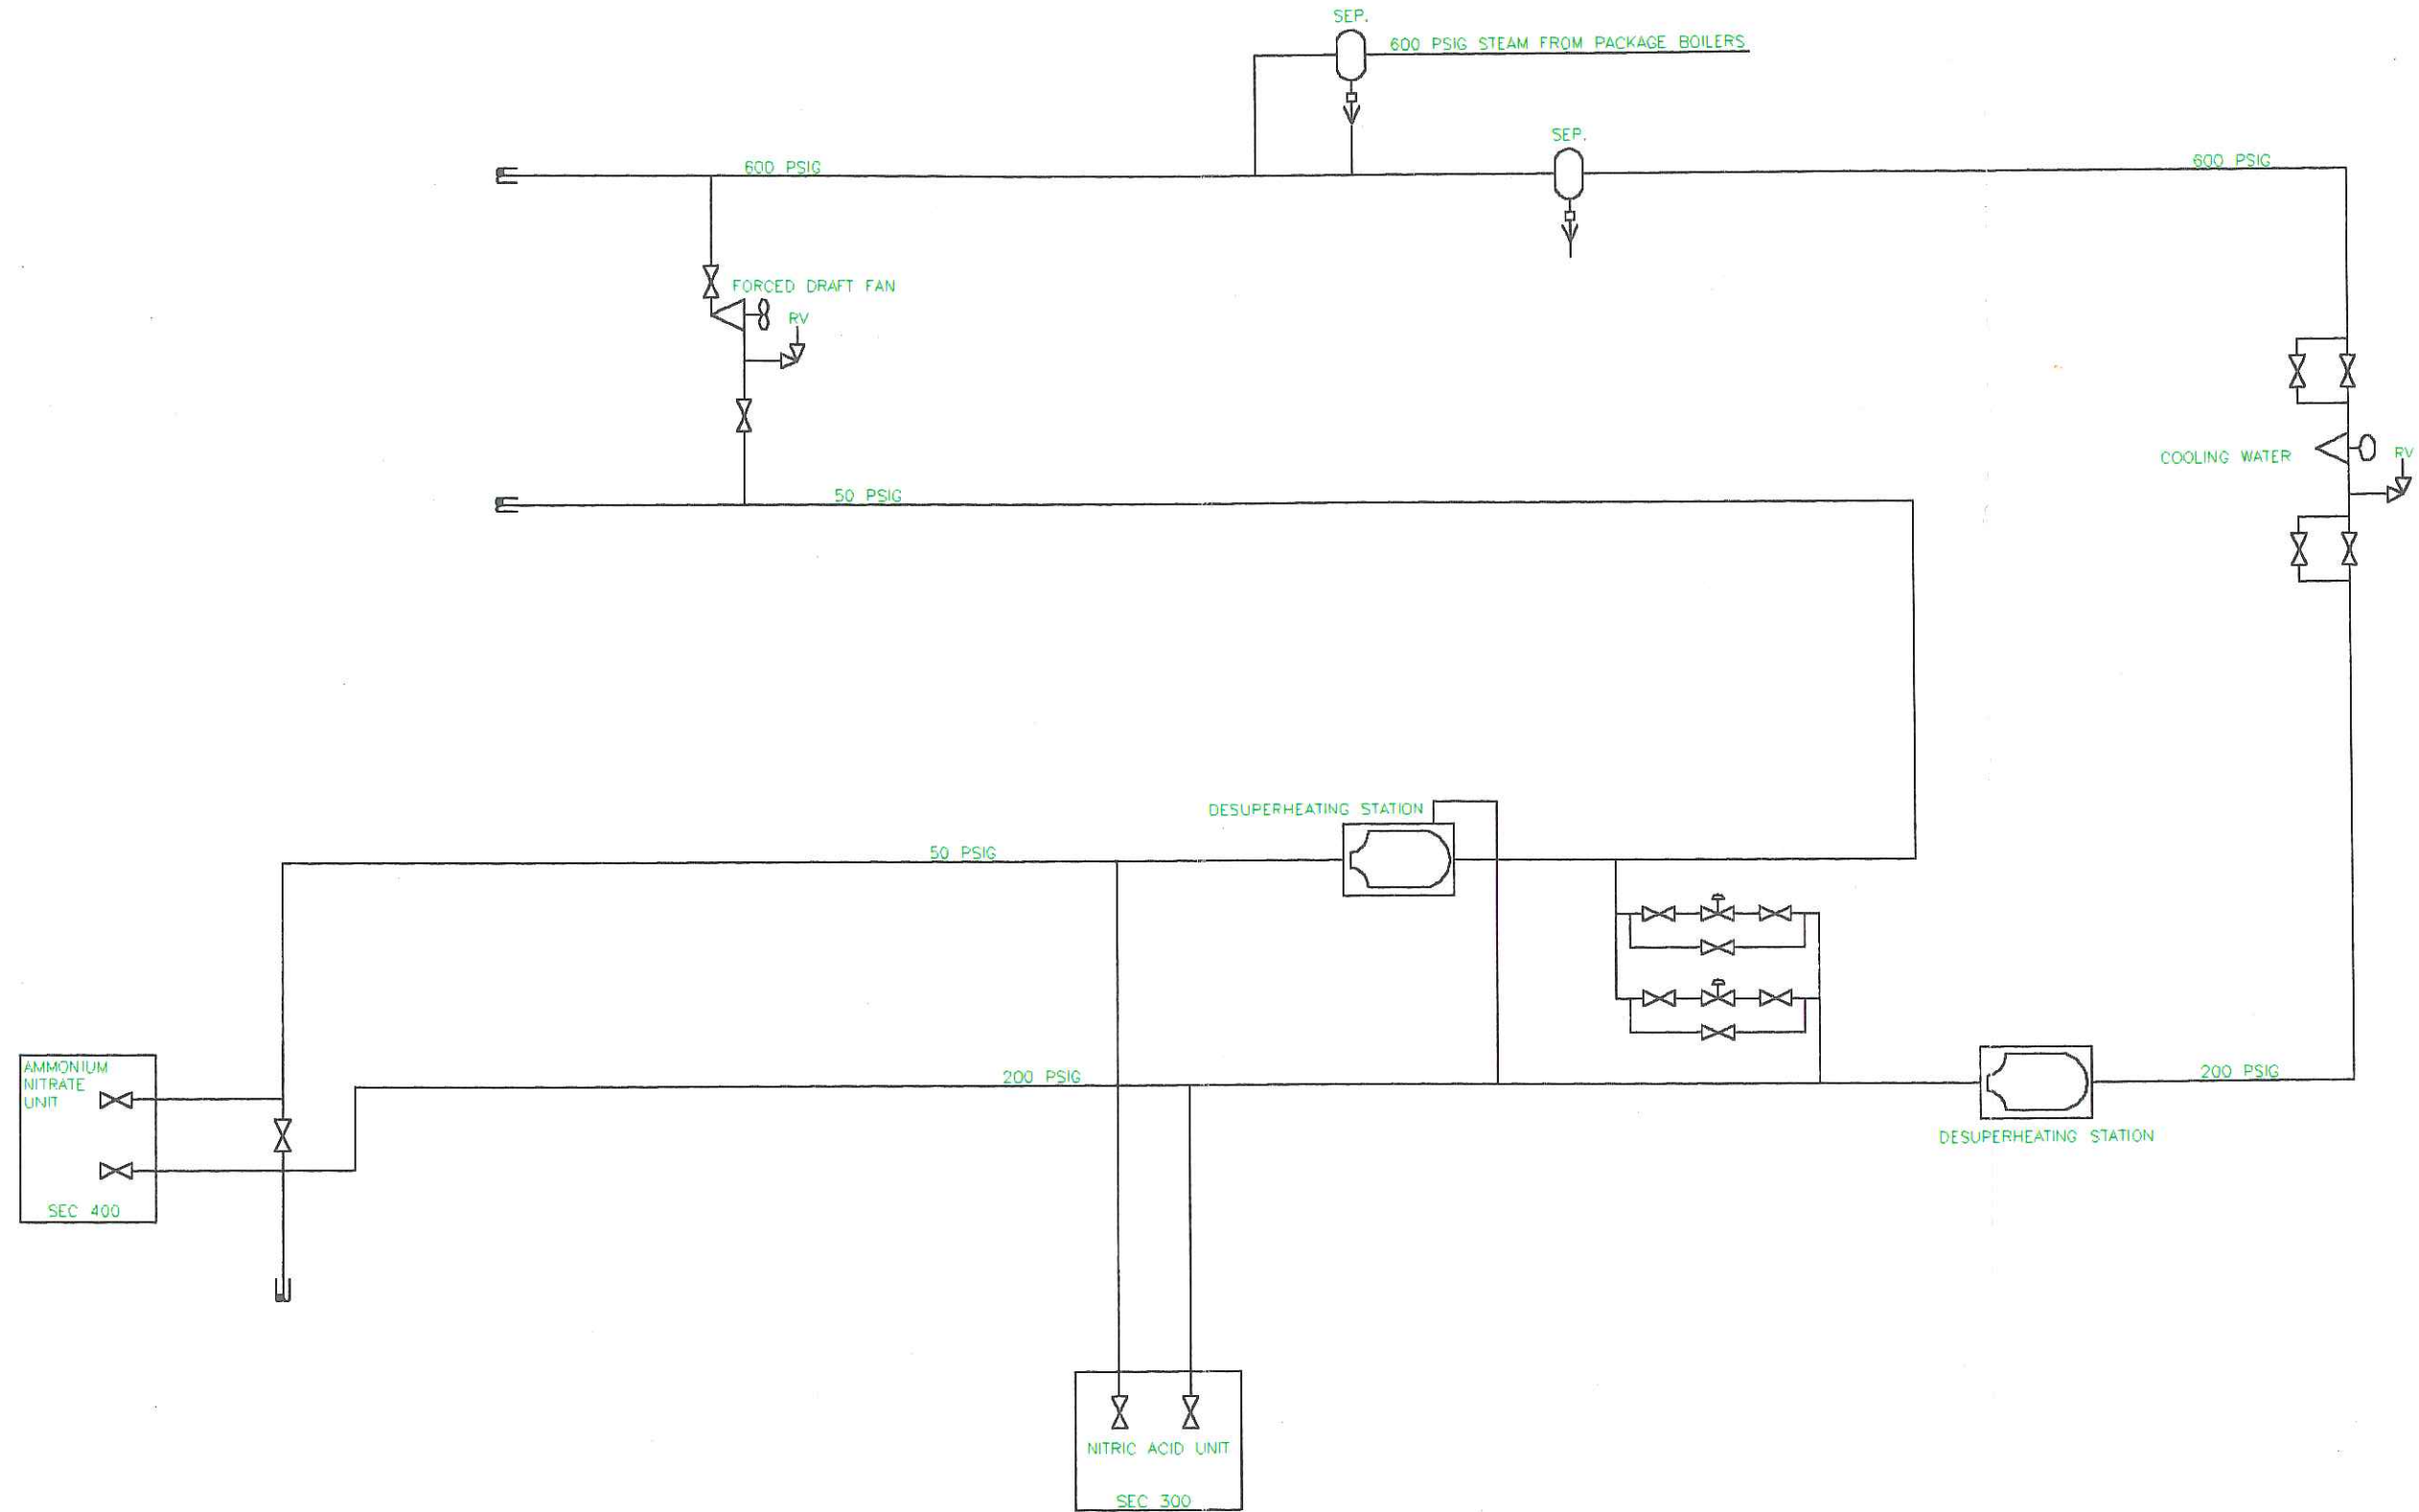 SEP.
600 PSIG STEAM FROM PACKAGE BOILERS
SEP.
600 PSIG
600 PSIG
FORCED DRAFT FAN
RV
COOLING WATER
RV
50 PSIG
DESUPERHEATING STATION
50 PSIG
AMMONIUM
NITRATE
UNIT
SEC 400
200 PSIG
200 PSIG
DESUPERHEATING STATION
NITRIC ACID UNIT
SEC 300